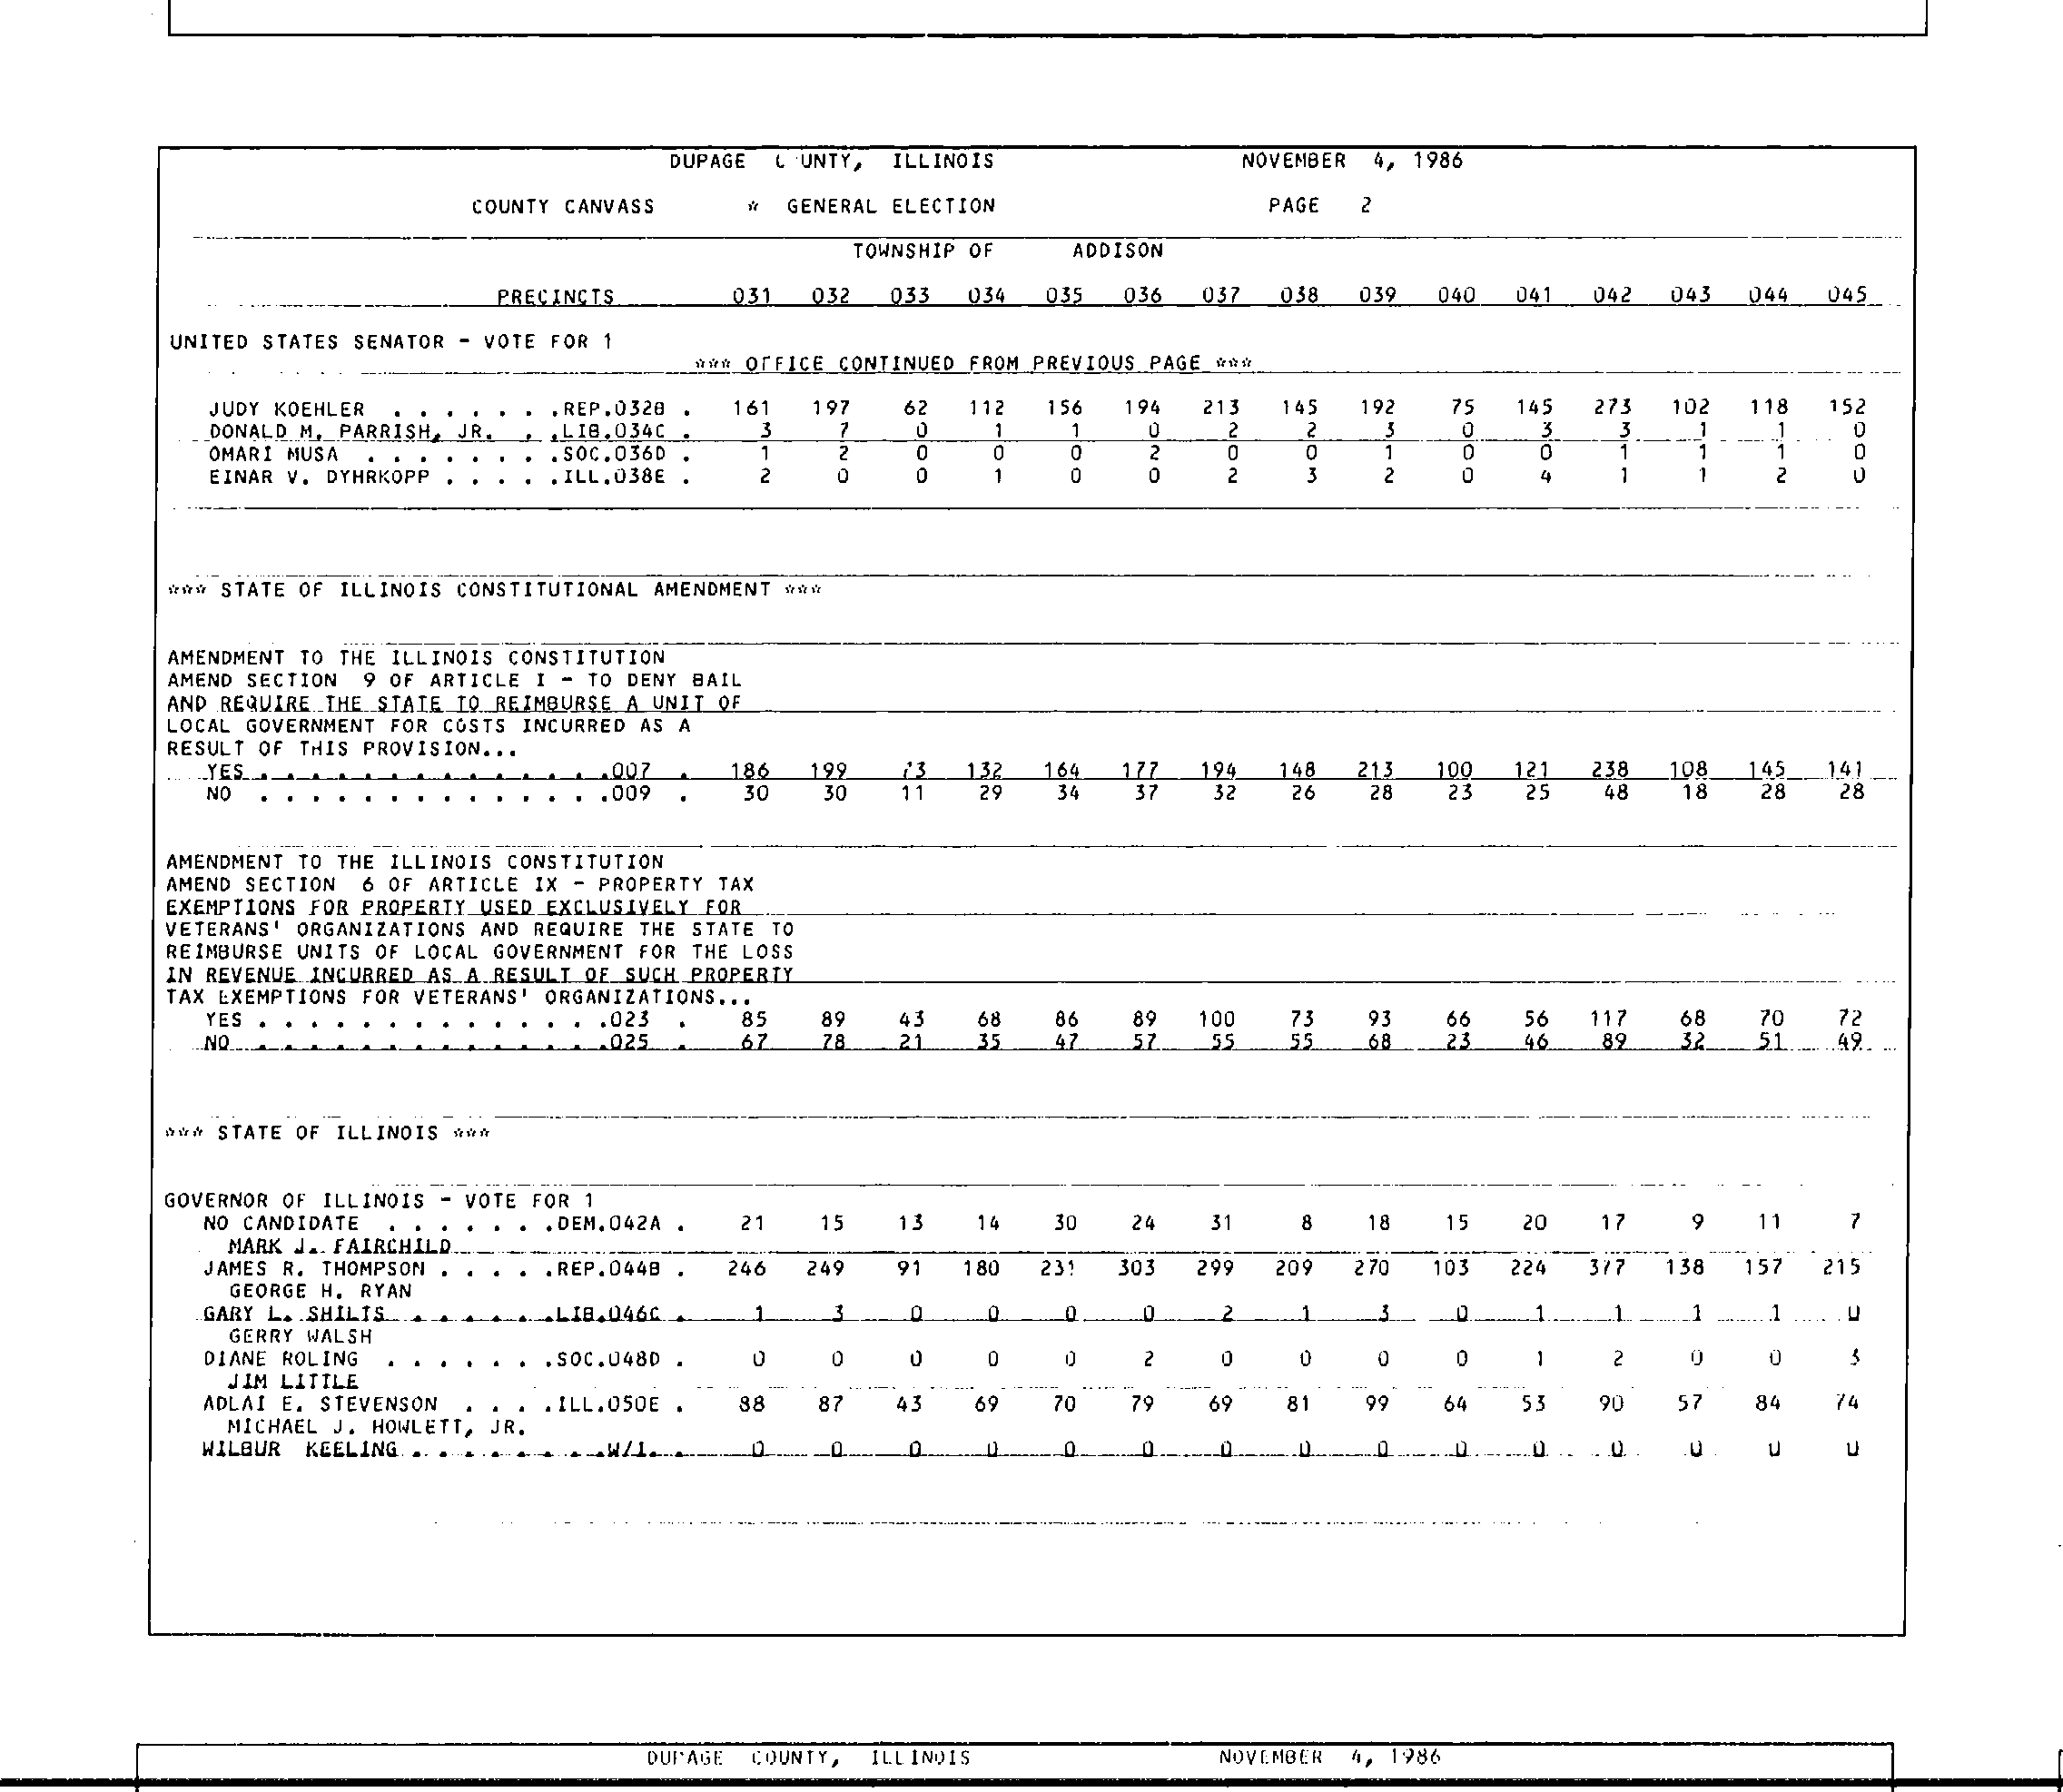 DUPAGE C UNTY, ILLINOIS NOVEMBER 4, 1986
COUNTY CANVASS * GENERAL ELECTION PAGE 2
TOWNSHIP OF ADDISON
PRECINCTS 031 032 033 034 035 036 037 038 039 040 041 042 043 044 045
UNITED STATES SENATOR - VOTE FOR 1
*** OFFICE CONTINUED FROM PREVIOUS PAGE ***
JUDY KOEHLER . . . . . . .REP.032B . 161 197 62 112 156 194 213 145 192 75 145 273 102 118 152
DONALD M. PARRISH, JR. . .LIB.034C . 3 7 0 1 1 0 2 2 3 0 3 3 1 1 0
OMARI MUSA . . . . . . . .SOC.036D . 1 2 0 0 0 2 0 0 1 0 0 1 1 1 0
EINAR V. DYHRKOPP . . . . .ILL.038E . 2 0 0 1 0 0 2 3 2 0 4 1 1 2 0
*** STATE OF ILLINOIS CONSTITUTIONAL AMENDMENT ***
AMENDMENT TO THE ILLINOIS CONSTITUTION
AMEND SECTION 9 OF ARTICLE I - TO DENY BAIL
AND REQUIRE THE STATE TO REIMBURSE A UNIT OF
LOCAL GOVERNMENT FOR COSTS INCURRED AS A
RESULT OF THIS PROVISION...
YES . . . . . . . . . . . . . .007 . 186 199 73 132 164 177 194 148 213 100 121 238 108 145 141
NO . . . . . . . . . . . . . .009 . 30 30 11 29 34 37 32 26 28 23 25 48 18 28 28
AMENDMENT TO THE ILLINOIS CONSTITUTION
AMEND SECTION 6 OF ARTICLE IX - PROPERTY TAX
EXEMPTIONS FOR PROPERTY USED EXCLUSIVELY FOR
VETERANS' ORGANIZATIONS AND REQUIRE THE STATE TO
REIMBURSE UNITS OF LOCAL GOVERNMENT FOR THE LOSS
IN REVENUE INCURRED AS A RESULT OF SUCH PROPERTY
TAX EXEMPTIONS FOR VETERANS' ORGANIZATIONS...
YES . . . . . . . . . . . . . .023 . 85 89 43 68 86 89 100 73 93 66 56 117 68 70 72
NO . . . . . . . . . . . . . .025 . 67 78 21 35 47 57 55 55 68 23 46 89 32 51 49
*** STATE OF ILLINOIS ***
GOVERNOR OF ILLINOIS - VOTE FOR 1
NO CANDIDATE . . . . . . .DEM.042A . 21 15 13 14 30 24 31 8 18 15 20 17 9 11 7
MARK J. FAIRCHILD
JAMES R. THOMPSON . . . . .REP.044B . 246 249 91 180 231 303 299 209 270 103 224 377 138 157 215
GEORGE H. RYAN
GARY L. SHILIS . . . . . .LIB.046C . 1 3 0 0 0 0 2 1 3 0 1 1 1 1 0
GERRY WALSH
DIANE ROLING . . . . . . .SOC.048D . 0 0 0 0 0 2 0 0 0 0 1 2 0 0 3
JIM LITTLE
ADLAI E. STEVENSON . . . .ILL.050E . 88 87 43 69 70 79 69 81 99 64 53 90 57 84 74
MICHAEL J. HOWLETT, JR.
WILBUR KEELING . . . . . . . .W/I. . 0 0 0 0 0 0 0 0 0 0 0 0 0 0 0
DUPAGE COUNTY, ILLINOIS NOVEMBER 4, 1986